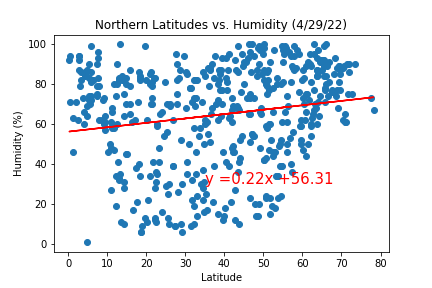 Northern Latitudes vs. Humidity (4/29/22)
100
80
60
40
20
0
Humidity (%)
y =0.22x +56.31
0 10 20 30 40 50 60 70 80
Latitude